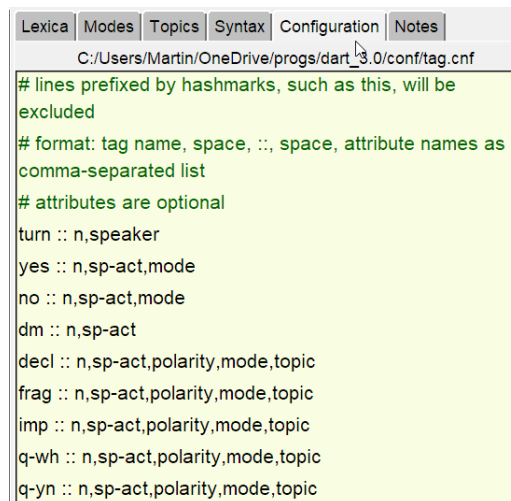 Lexica Modes Topics Syntax Configuration Notes
C:/Users/Martin/OneDrive/progs/dart_3.0/conf/tag.cnf
# lines prefixed by hashmarks, such as this, will be
excluded
# format: tag name, space, ::, space, attribute names as
comma-separated list
# attributes are optional
turn :: n,speaker
yes :: n,sp-act,mode
no :: n,sp-act,mode
dm :: n,sp-act
decl :: n,sp-act,polarity,mode,topic
frag :: n,sp-act,polarity,mode,topic
imp :: n,sp-act,polarity,mode,topic
q-wh :: n,sp-act,polarity,mode,topic
q-yn :: n,sp-act,polarity,mode,topic